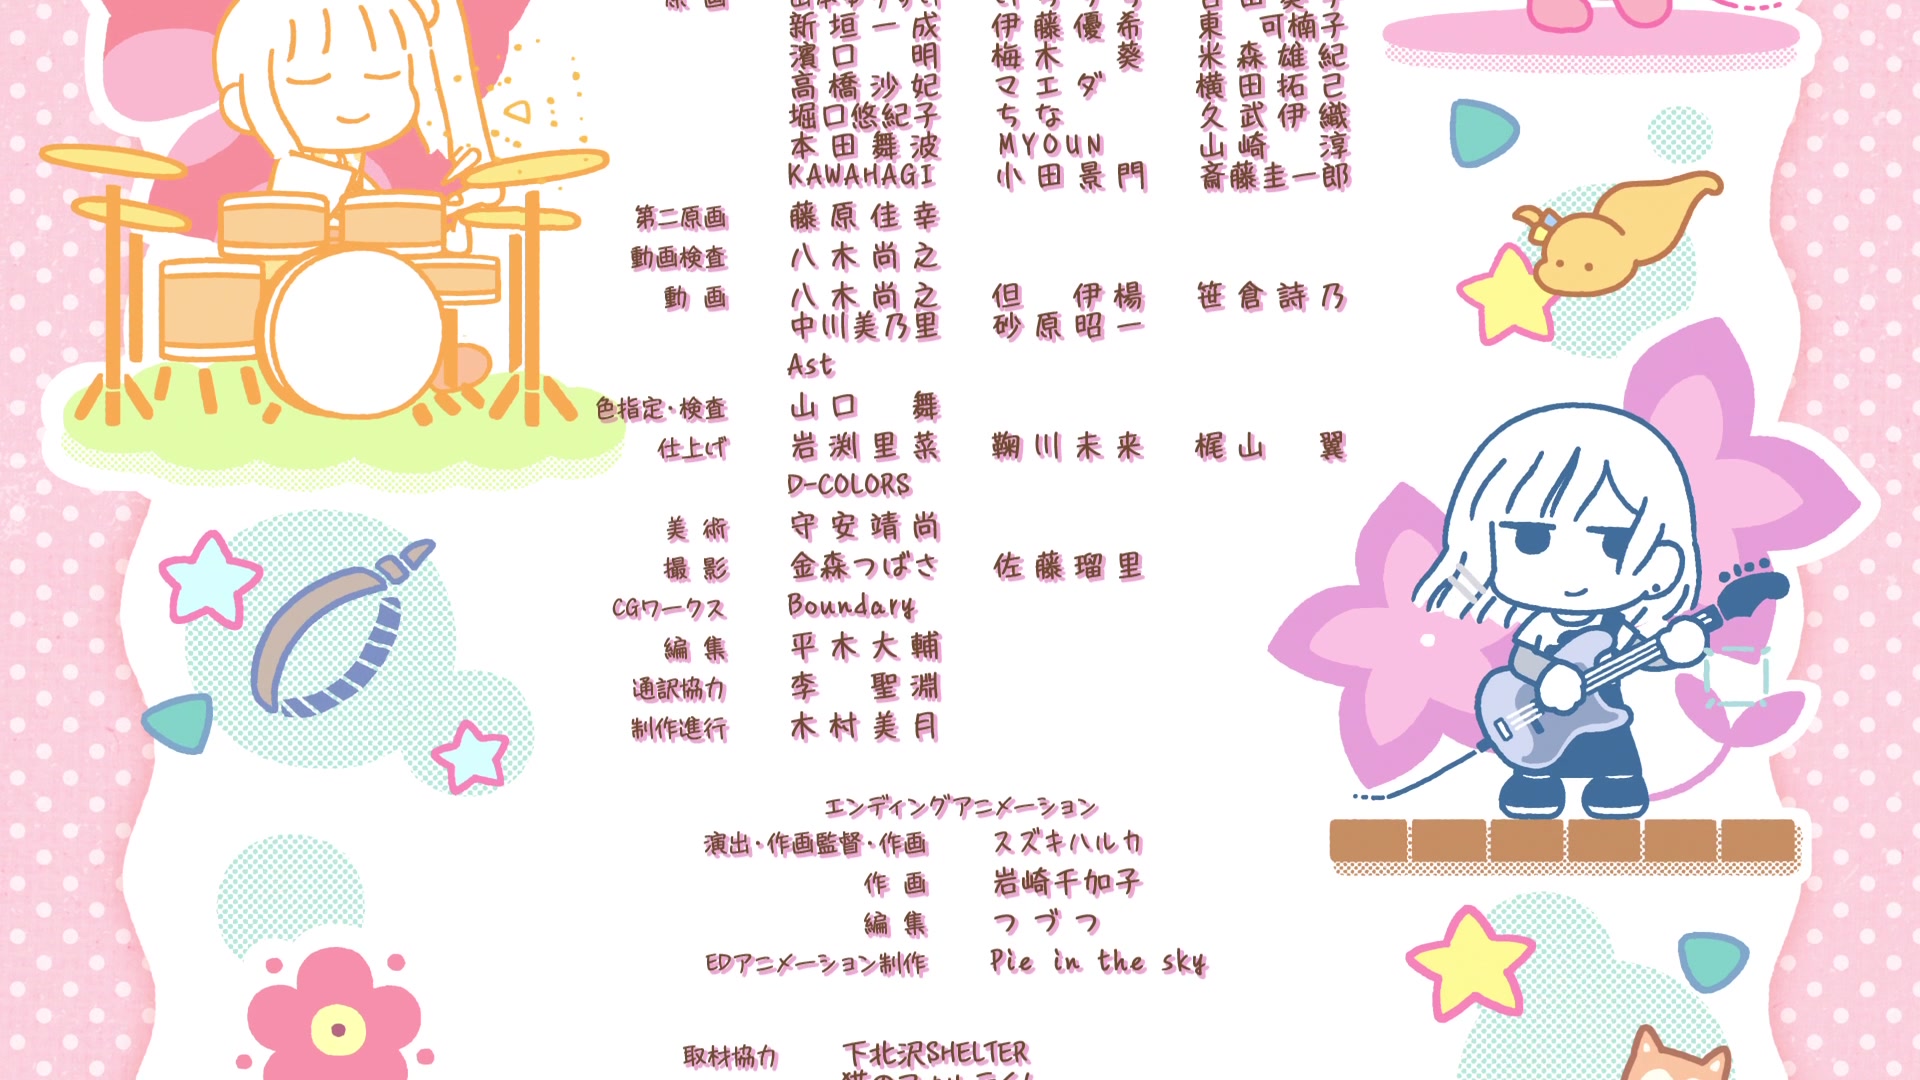 原画
新垣一成 伊藤優希 東 可楠子
濱口 明 梅木 葵 米森雄紀
高橋沙妃 マエダ 横田拓己
堀口悠紀子 ちな 久武伊織
本田舞波 MYOUN 山崎 淳
KAWAHAGI 小田景門 斎藤圭一郎
第二原画 藤原佳幸
動画検査 八木尚之
動画 八木尚之 但 伊楊 笹倉詩乃
中川美乃里 砂原昭一
Ast
色指定・検査 山口 舞
仕上げ 岩渕里菜 鞠川未来 梶山 翼
D-COLORS
美術 守安靖尚
撮影 金森つばさ 佐藤瑠里
CGワークス Boundary
編集 平木大輔
通訳協力 李 聖淵
制作進行 木村美月
エンディングアニメーション
演出・作画監督・作画 スズキハルカ
作画 岩崎千加子
編集 つづつ
EDアニメーション制作 Pie in the sky
取材協力 下北沢SHELTER